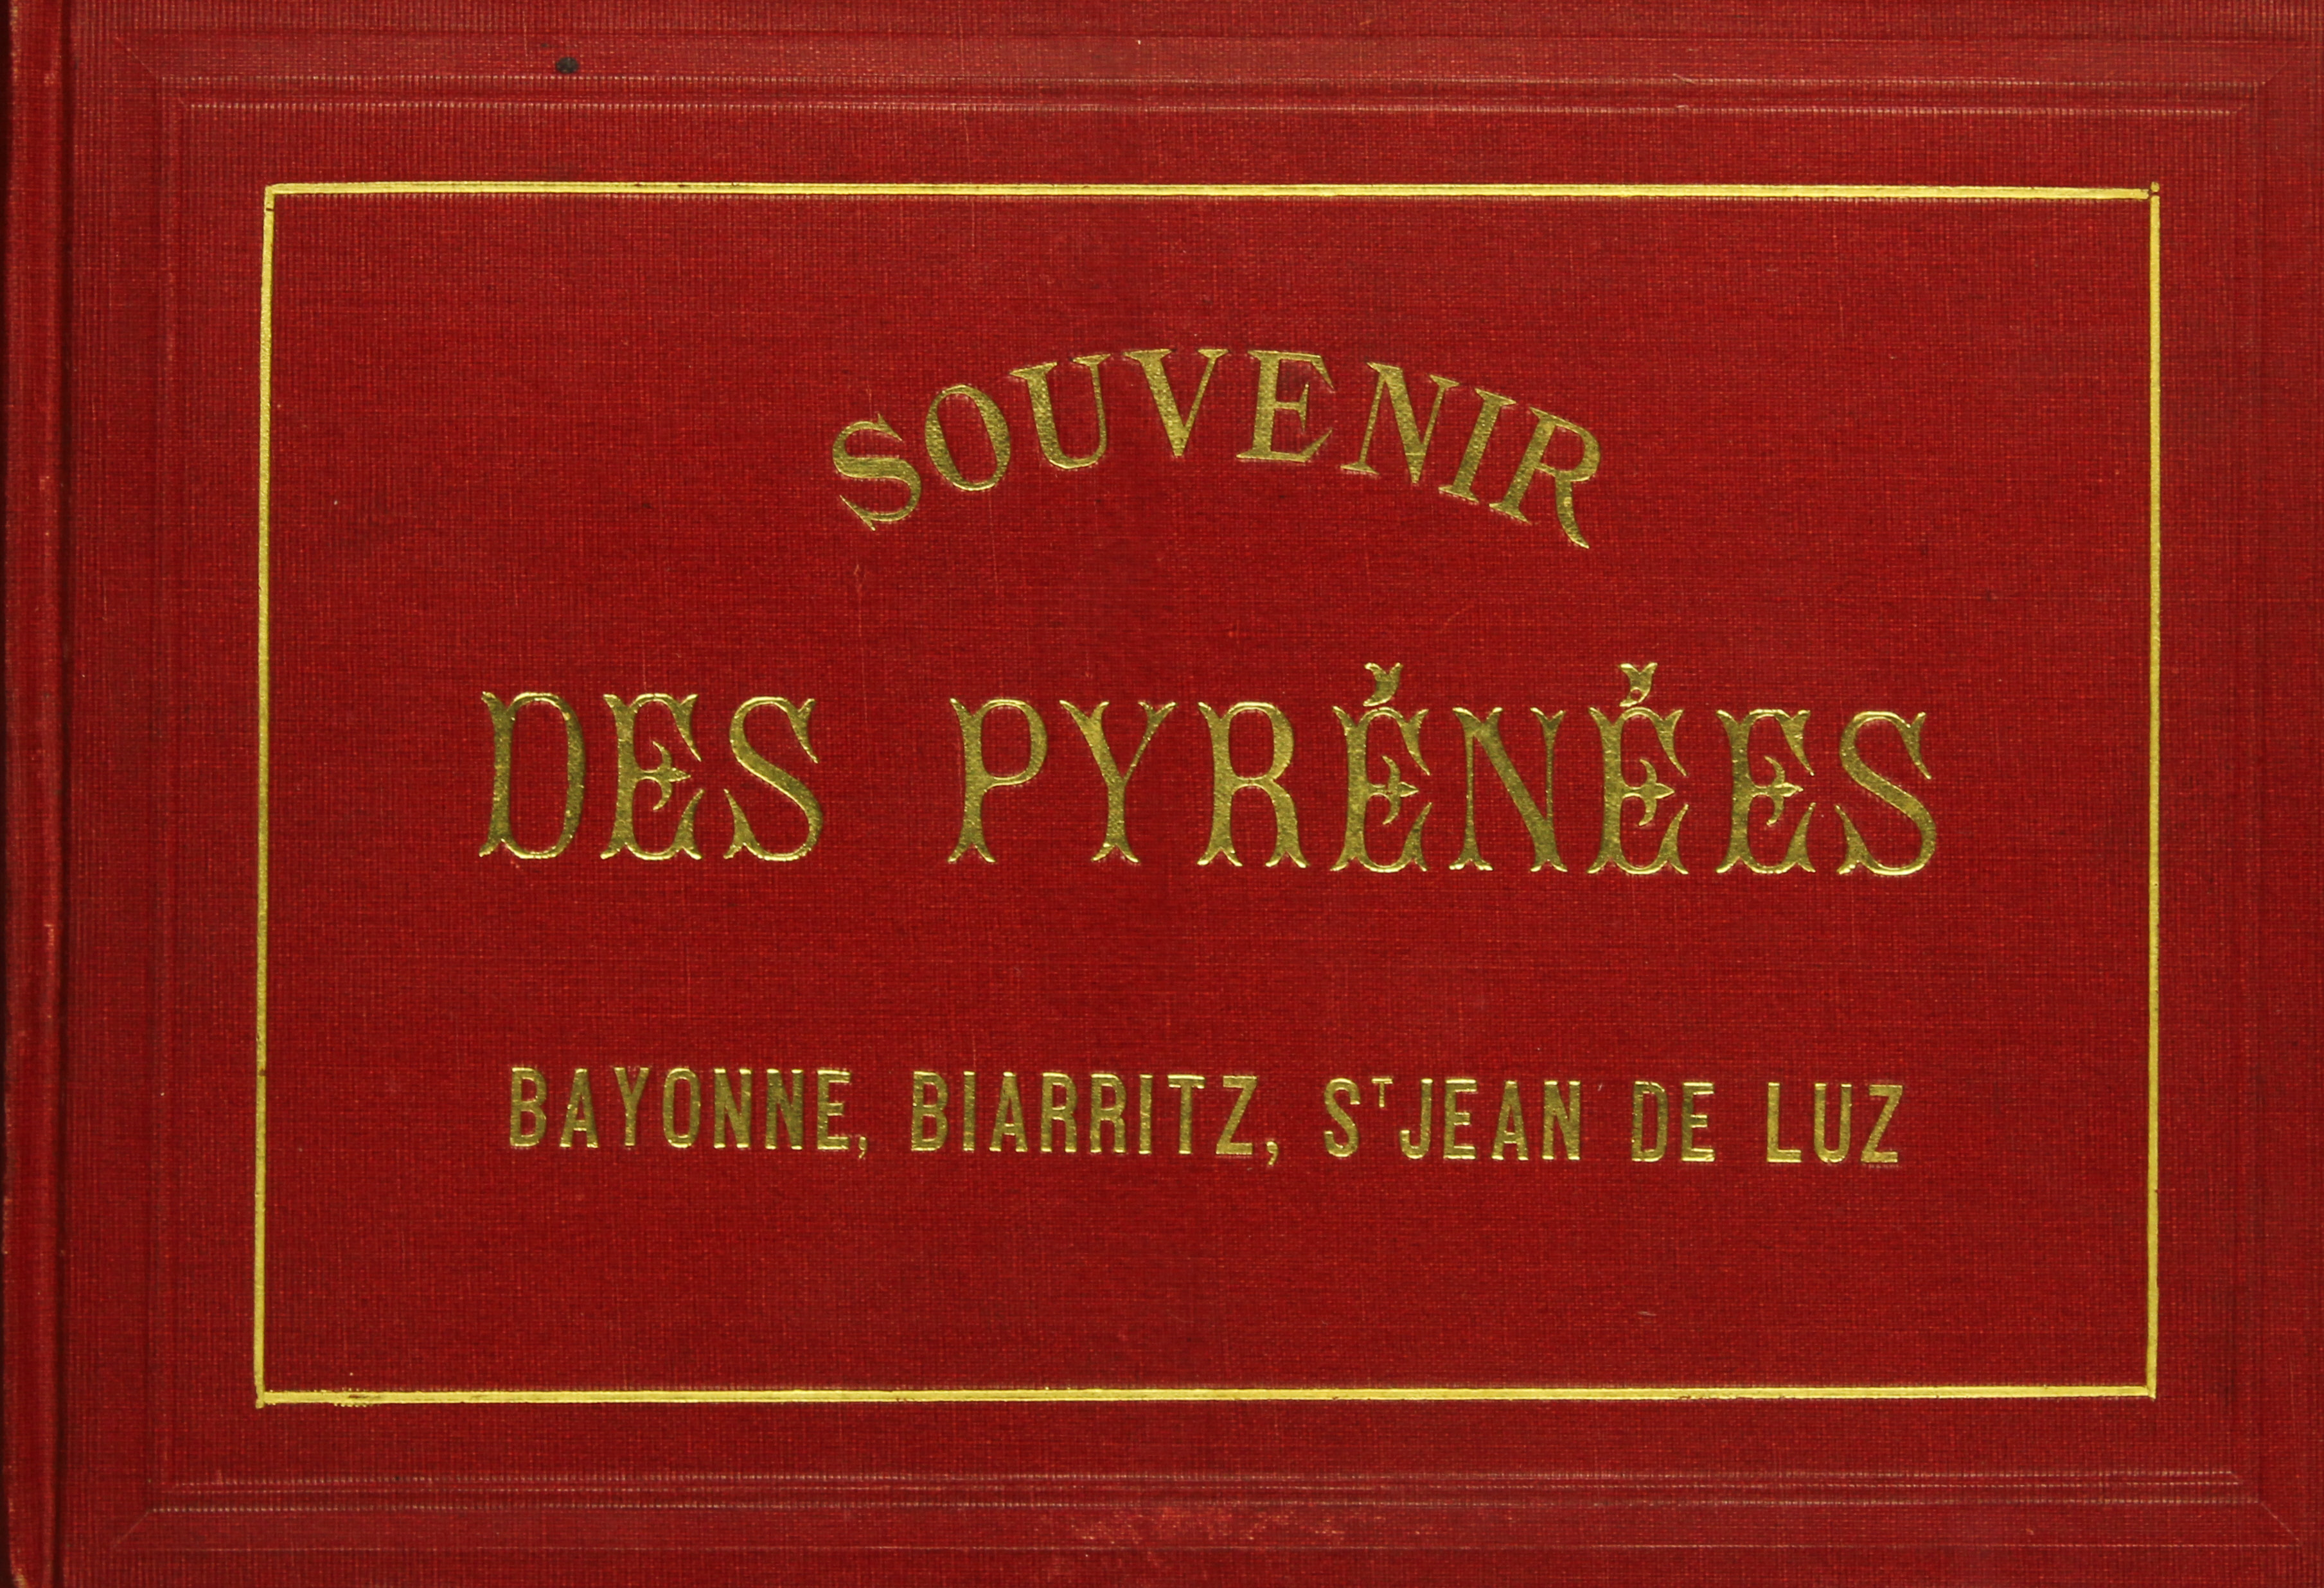 SOUVENIR
DES PYRÉNÉES
BAYONNE, BIARRITZ, ST JEAN DE LUZ